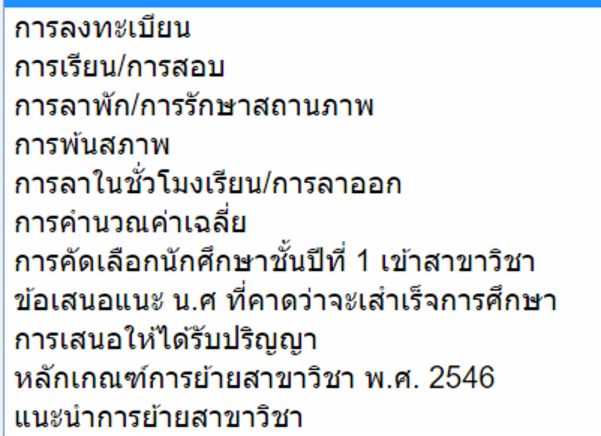 การลงทะเบียน
การเรียน/การสอบ
การลาพัก/การรักษาสถานภาพ
การพ้นสภาพ
การลาในชั่วโมงเรียน/การลาออก
การคำนวณค่าเฉลี่ย
การคัดเลือกนักศึกษาชั้นปีที่ 1 เข้าสาขาวิชา
ข้อเสนอแนะ น.ศ ที่คาดว่าจะเสำเร็จการศึกษา
การเสนอให้ได้รับปริญญา
หลักเกณฑ์การย้ายสาขาวิชา พ.ศ. 2546
แนะนำการย้ายสาขาวิชา